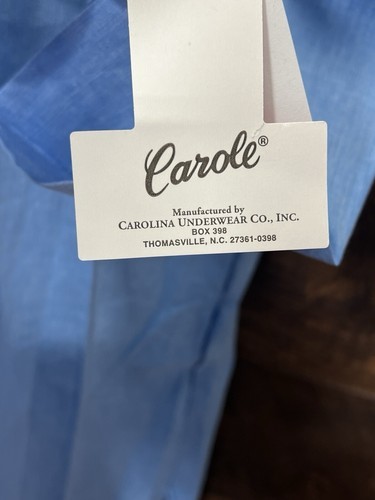 Carole®
Manufactured by
CAROLINA UNDERWEAR CO., INC.
BOX 398
THOMASVILLE, N.C. 27361-0398